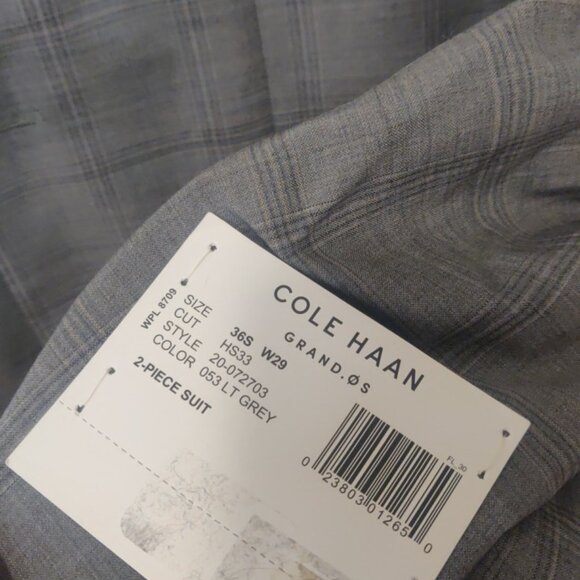 COLE HAAN
GRAND.ØS
WPL 8709
SIZE 36S W29
CUT HS33
STYLE 20-072703
COLOR 053 LT GREY
2-PIECE SUIT
FL 30
0 23803 01265 0